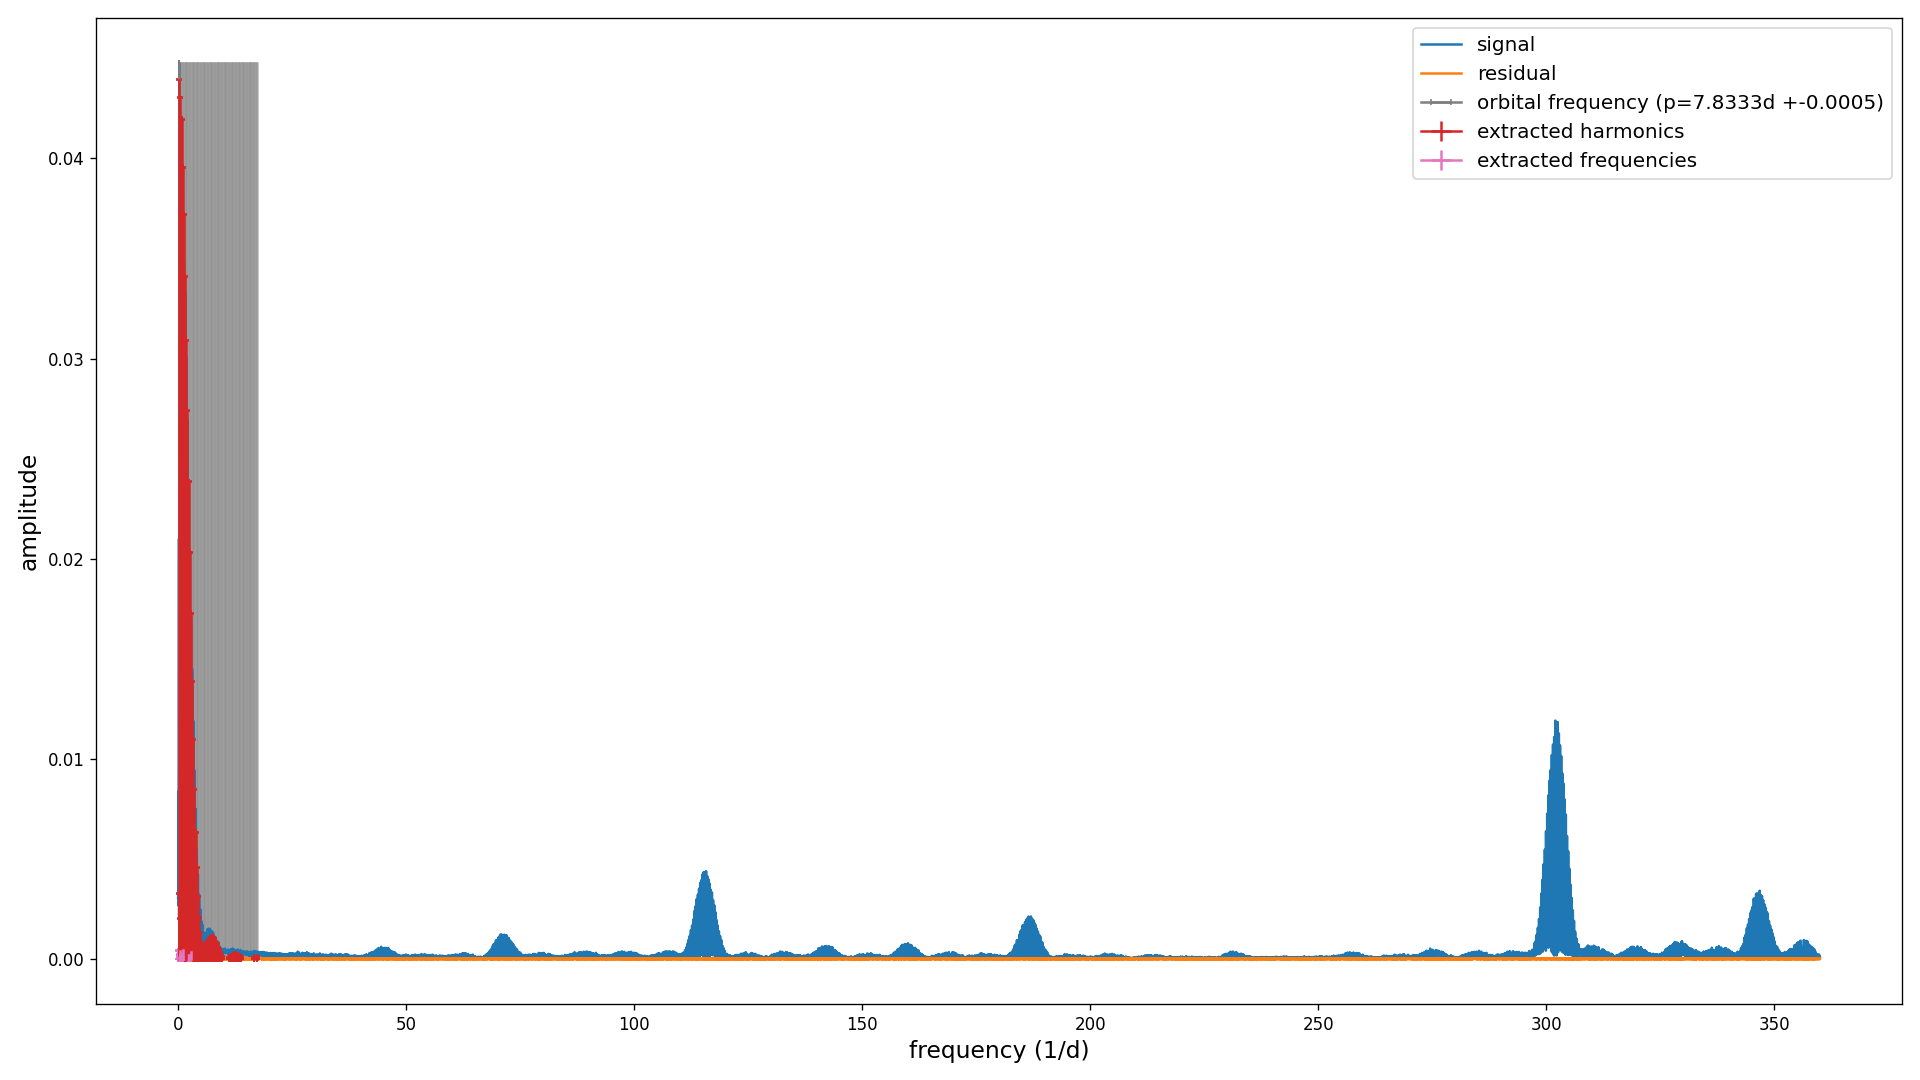 signal
residual
orbital frequency (p=7.8333d +-0.0005)
extracted harmonics
extracted frequencies
amplitude
0.04
0.03
0.02
0.01
0.00
0 50 100 150 200 250 300 350
frequency (1/d)